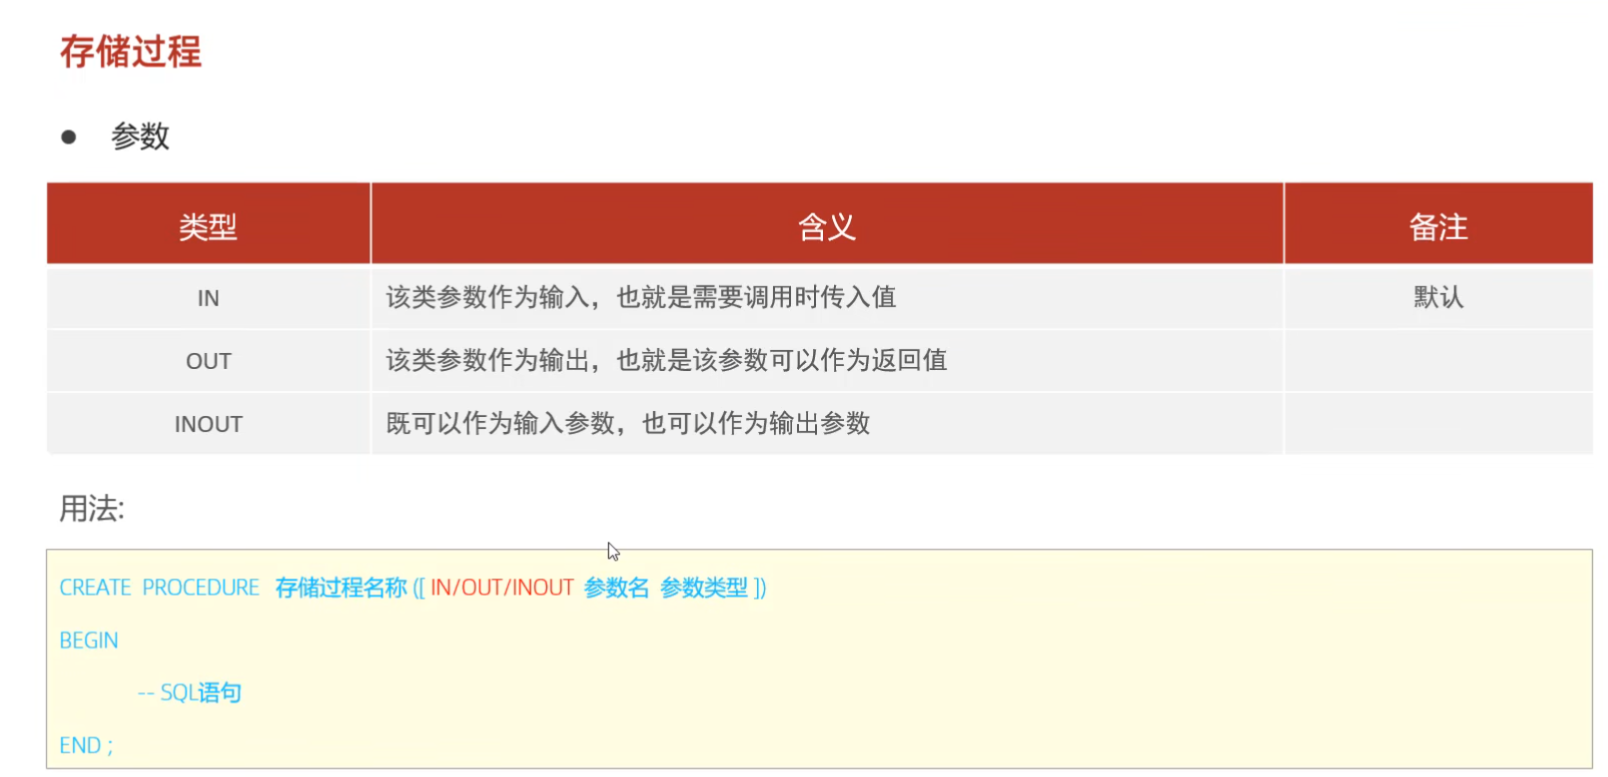 存储过程
● 参数
类型 含义 备注
IN 该类参数作为输入，也就是需要调用时传入值 默认
OUT 该类参数作为输出，也就是该参数可以作为返回值
INOUT 既可以作为输入参数，也可以作为输出参数
用法:
CREATE PROCEDURE 存储过程名称 ([ IN/OUT/INOUT 参数名 参数类型 ])
BEGIN
-- SQL语句
END ;